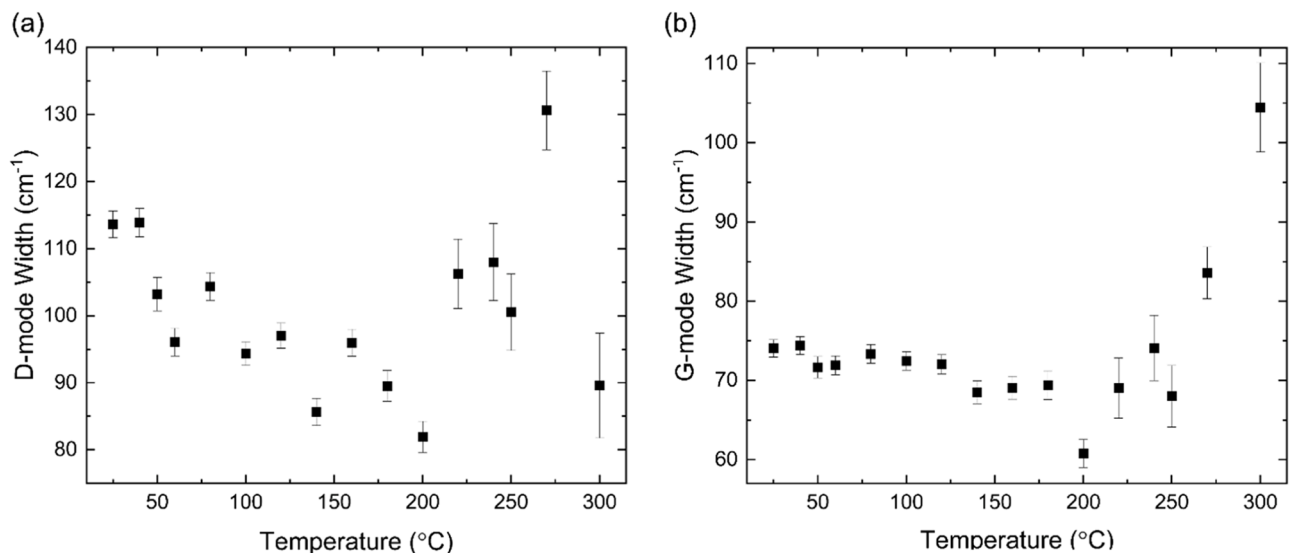 (a)
140
130
120
110
100
90
80
D-mode Width (cm⁻¹)
50 100 150 200 250 300
Temperature (°C)
(b)
110
100
90
80
70
60
G-mode Width (cm⁻¹)
50 100 150 200 250 300
Temperature (°C)